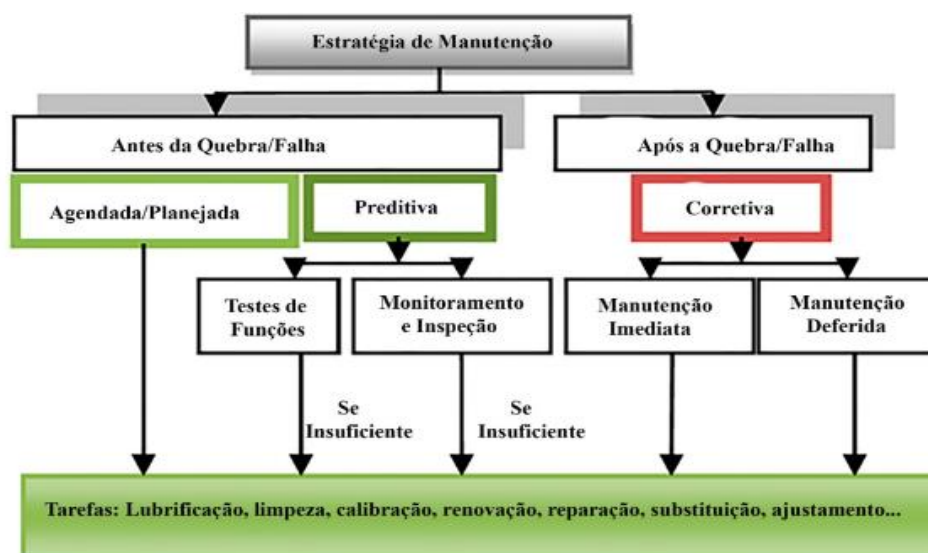 Estratégia de Manutenção
Antes da Quebra/Falha
Após a Quebra/Falha
Agendada/Planejada
Preditiva
Corretiva
Testes de
Funções
Monitoramento
e Inspeção
Manutenção
Imediata
Manutenção
Deferida
Se
Insuficiente
Se
Insuficiente
Tarefas: Lubrificação, limpeza, calibração, renovação, reparação, substituição, ajustamento...